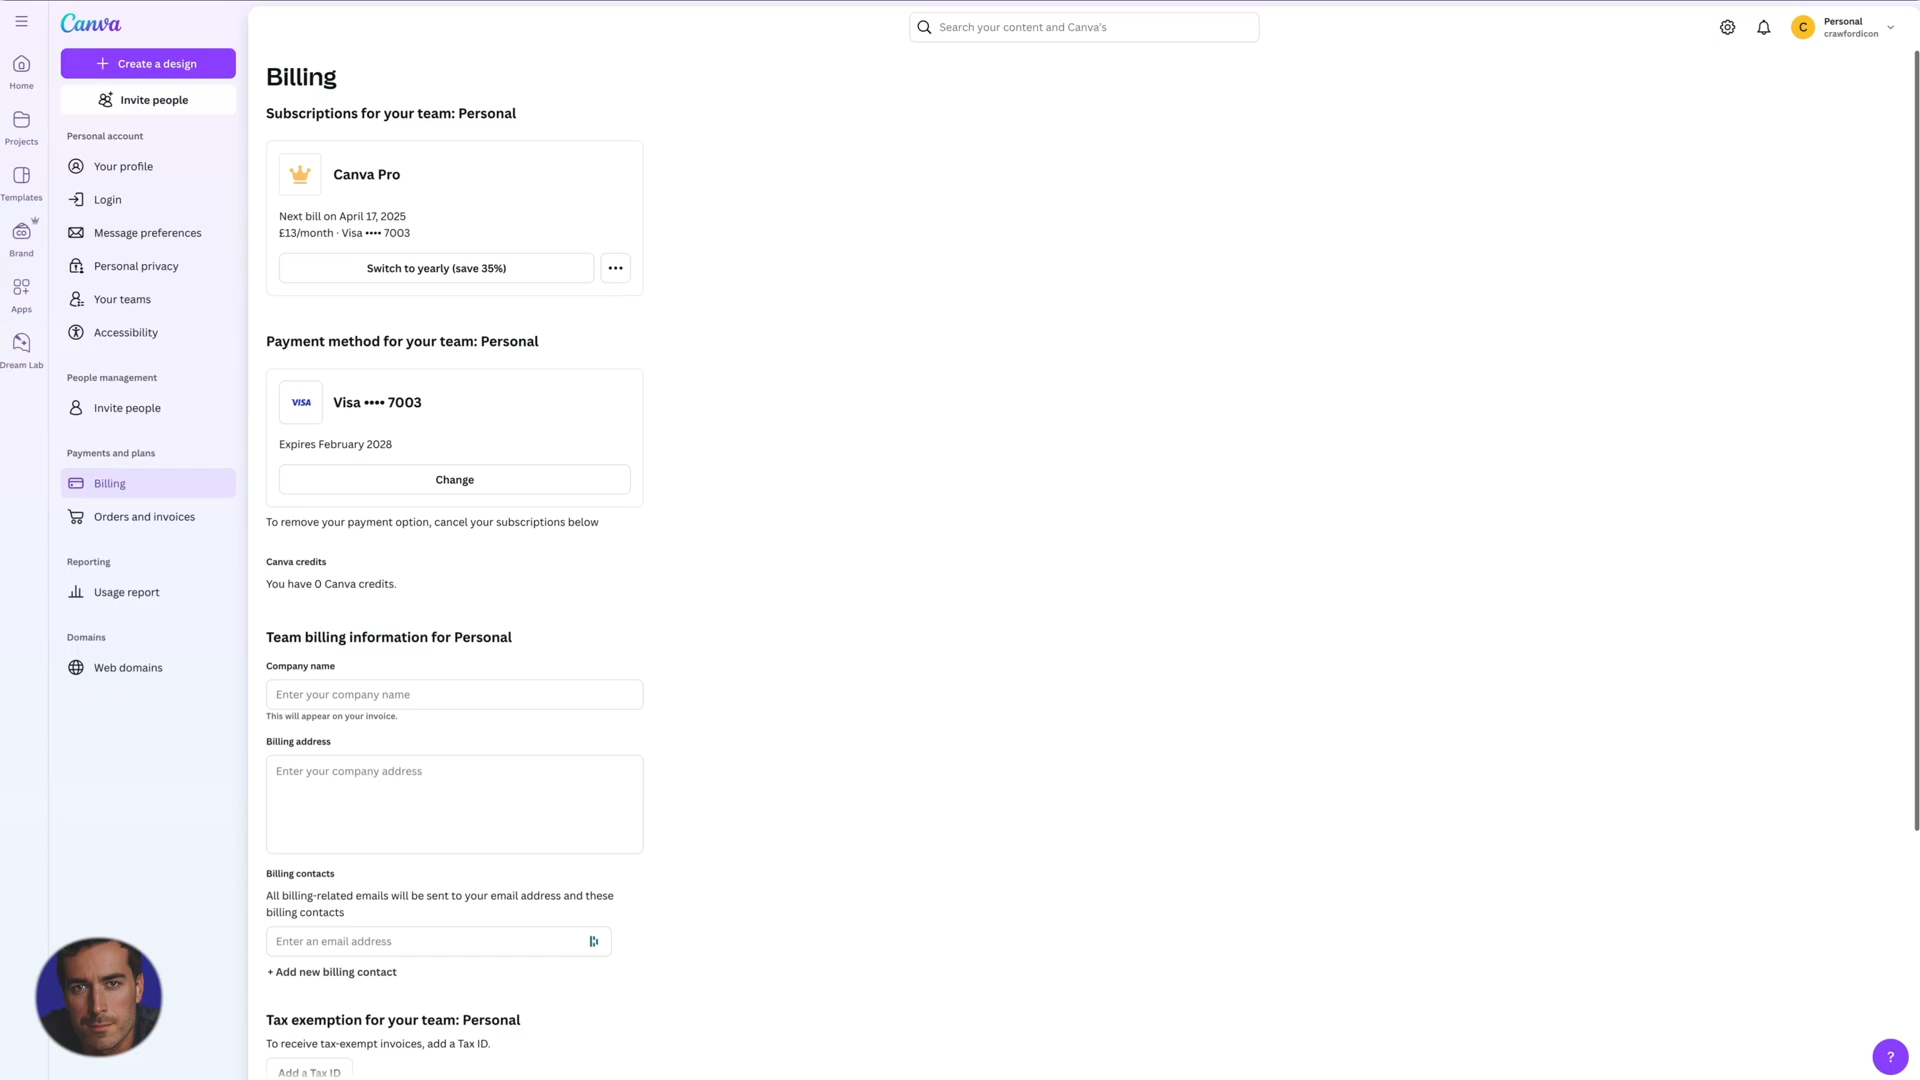 Canva
Search your content and Canva's
Personal
crawfordicon
C
Home
Projects
Templates
Brand
Apps
Dream Lab
Create a design
Invite people
Personal account
Your profile
Login
Message preferences
Personal privacy
Your teams
Accessibility
People management
Invite people
Payments and plans
Billing
Orders and invoices
Reporting
Usage report
Domains
Web domains
Billing
Subscriptions for your team: Personal
Canva Pro
Next bill on April 17, 2025
£13/month · Visa •••• 7003
Switch to yearly (save 35%)
Payment method for your team: Personal
VISA
Visa •••• 7003
Expires February 2028
Change
To remove your payment option, cancel your subscriptions below
Canva credits
You have 0 Canva credits.
Team billing information for Personal
Company name
Enter your company name
This will appear on your invoice.
Billing address
Enter your company address
Billing contacts
All billing-related emails will be sent to your email address and these
billing contacts
Enter an email address
+ Add new billing contact
Tax exemption for your team: Personal
To receive tax-exempt invoices, add a Tax ID.
Add a Tax ID
?